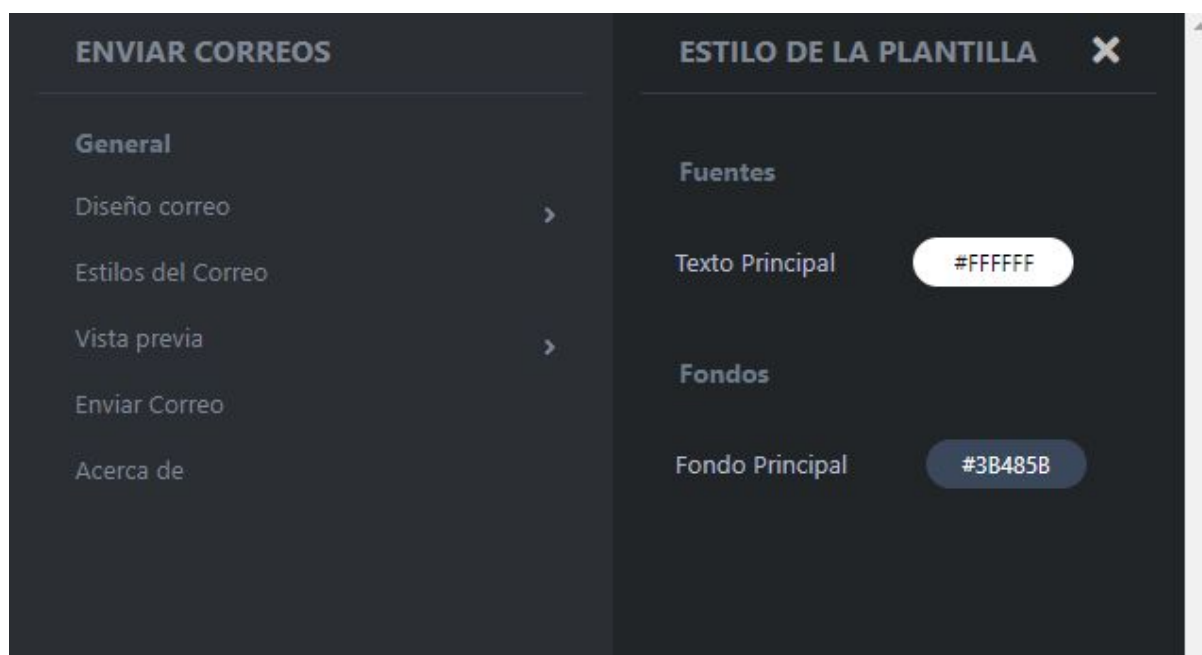 ENVIAR CORREOS
General
Diseño correo
Estilos del Correo
Vista previa
Enviar Correo
Acerca de
ESTILO DE LA PLANTILLA
Fuentes
Texto Principal #FFFFFF
Fondos
Fondo Principal #3B485B